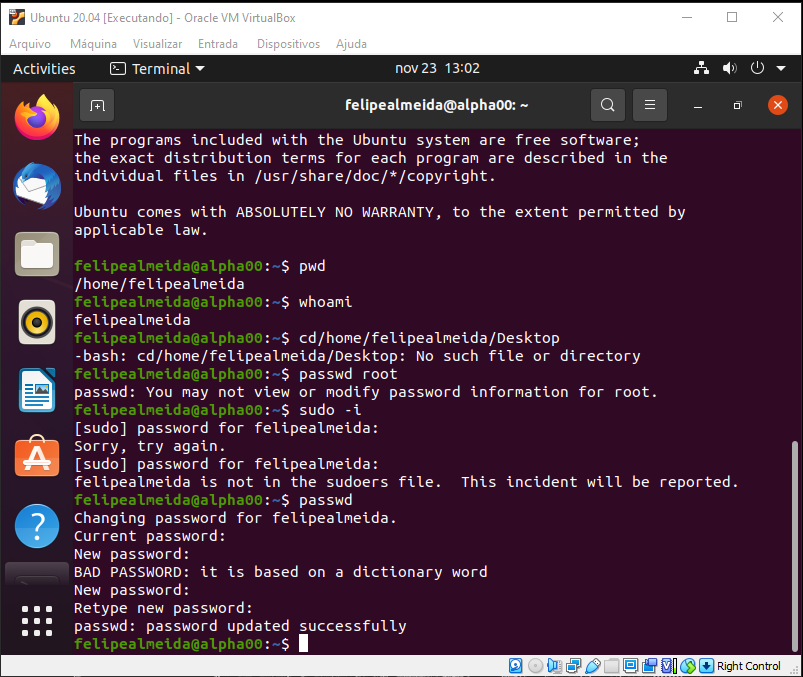 Ubuntu 20.04 [Executando] - Oracle VM VirtualBox
Arquivo Máquina Visualizar Entrada Dispositivos Ajuda
Activities Terminal nov 23 13:02
felipealmeida@alpha00: ~
The programs included with the Ubuntu system are free software;
the exact distribution terms for each program are described in the
individual files in /usr/share/doc/*/copyright.
Ubuntu comes with ABSOLUTELY NO WARRANTY, to the extent permitted by
applicable law.
felipealmeida@alpha00:~$ pwd
/home/felipealmeida
felipealmeida@alpha00:~$ whoami
felipealmeida
felipealmeida@alpha00:~$ cd/home/felipealmeida/Desktop
-bash: cd/home/felipealmeida/Desktop: No such file or directory
felipealmeida@alpha00:~$ passwd root
passwd: You may not view or modify password information for root.
felipealmeida@alpha00:~$ sudo -i
[sudo] password for felipealmeida:
Sorry, try again.
[sudo] password for felipealmeida:
felipealmeida is not in the sudoers file.  This incident will be reported.
felipealmeida@alpha00:~$ passwd
Changing password for felipealmeida.
Current password:
New password:
BAD PASSWORD: it is based on a dictionary word
New password:
Retype new password:
passwd: password updated successfully
felipealmeida@alpha00:~$
Right Control